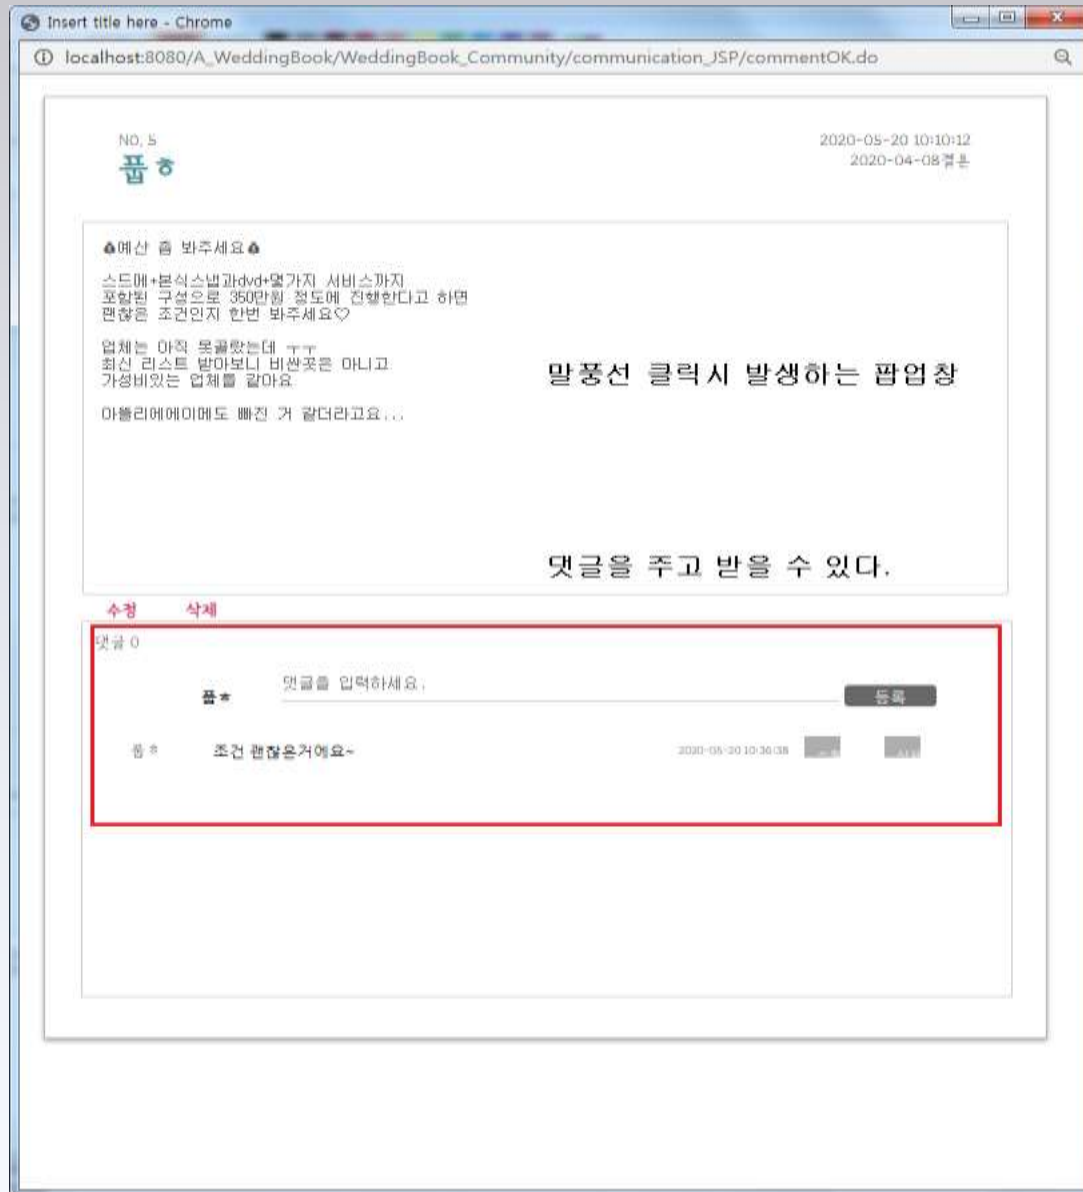 Insert title here - Chrome
localhost:8080/A_WeddingBook/WeddingBook_Community/communication_JSP/commentOK.do
NO, 5
2020-05-20 10:10:12
품ㅎ
2020-04-08결혼
💰예산 좀 봐주세요💰
스드메+본식스냅과dvd+몇가지 서비스까지
포함된 구성으로 350만원 정도에 진행한다고 하면
괜찮은 조건인지 한번 봐주세요♡
업체는 아직 못골랐는데 ㅜㅜ
최신 리스트 받아보니 비싼곳은 아니고
가성비있는 업체들 같아요
말풍선 클릭시 발생하는 팝업창
아뜰리에에이메도 빠진 거 같더라고요...
댓글을 주고 받을 수 있다.
수정 삭제
댓글 0
품ㅎ 댓글을 입력하세요. 등록
품ㅎ 조건 괜찮은거에요~ 2020-05-20 10:36:38